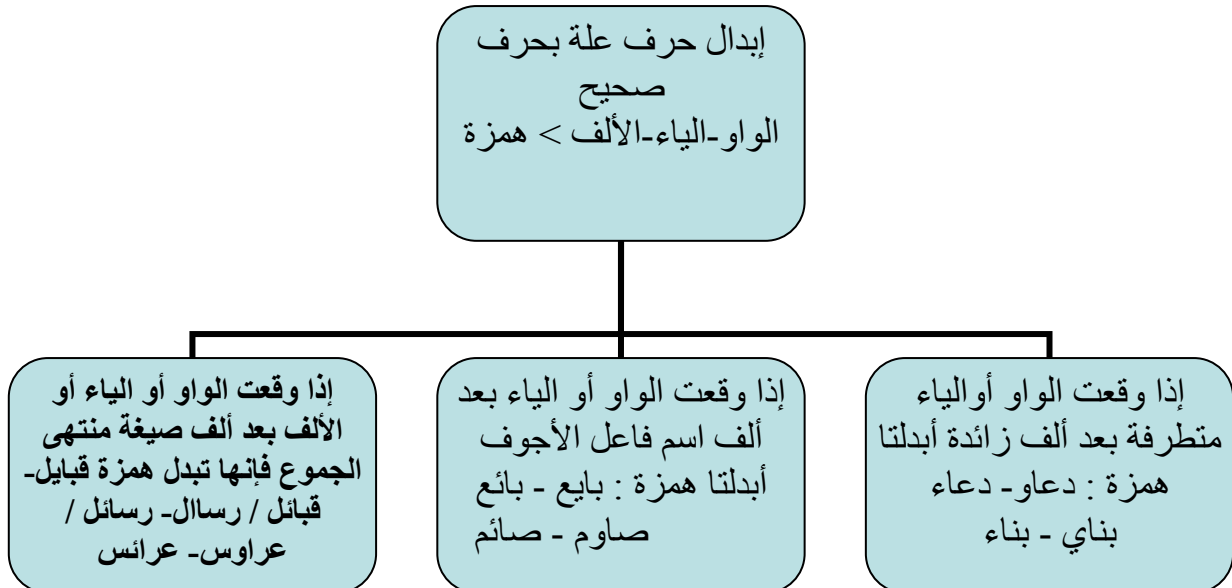 إبدال حرف علة بحرف
صحيح
الواو-الياء-الألف > همزة
إذا وقعت الواو أوالياء
متطرفة بعد ألف زائدة أبدلتا
همزة : دعاو- دعاء
بناي - بناء
إذا وقعت الواو أو الياء بعد
ألف اسم فاعل الأجوف
أبدلتا همزة : بايع - بائع
صاوم - صائم
إذا وقعت الواو أو الياء أو
الألف بعد ألف صيغة منتهى
الجموع فإنها تبدل همزة قبايل-
قبائل / رساال- رسائل /
عراوس- عرائس